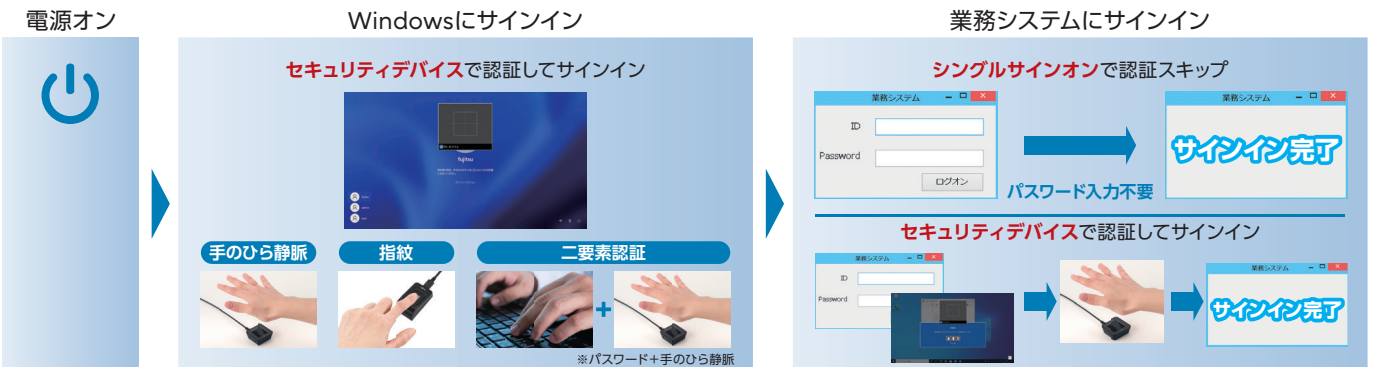 電源オン
Windowsにサインイン
業務システムにサインイン
セキュリティデバイスで認証してサインイン
fujitsu
手のひら静脈
指紋
二要素認証
+
※パスワード+手のひら静脈
シングルサインオンで認証スキップ
業務システム
ID
Password
ログオン
パスワード入力不要
業務システム
サインイン完了
セキュリティデバイスで認証してサインイン
業務システム
ID
Password
業務システム
サインイン完了